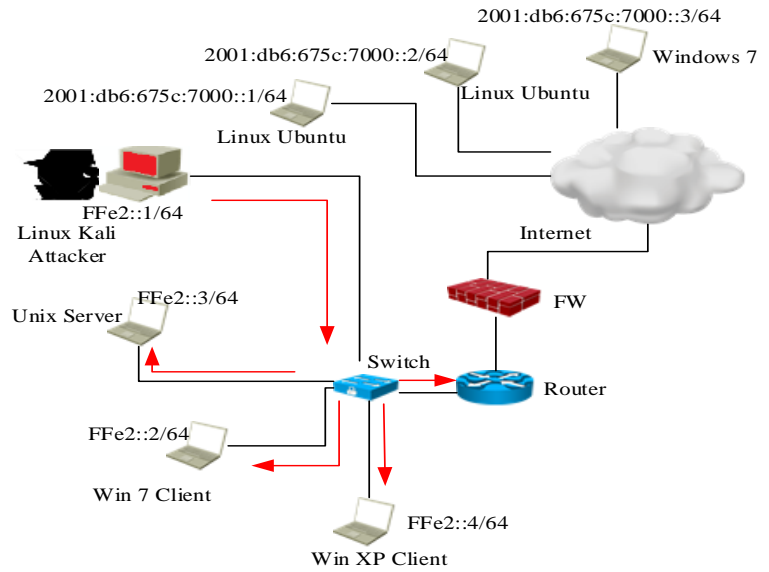 2001:db6:675c:7000::3/64
Windows 7
2001:db6:675c:7000::2/64
Linux Ubuntu
2001:db6:675c:7000::1/64
Linux Ubuntu
FFe2::1/64
Linux Kali
Attacker
Internet
FFe2::3/64
Unix Server
FW
Switch
Router
FFe2::2/64
Win 7 Client
FFe2::4/64
Win XP Client